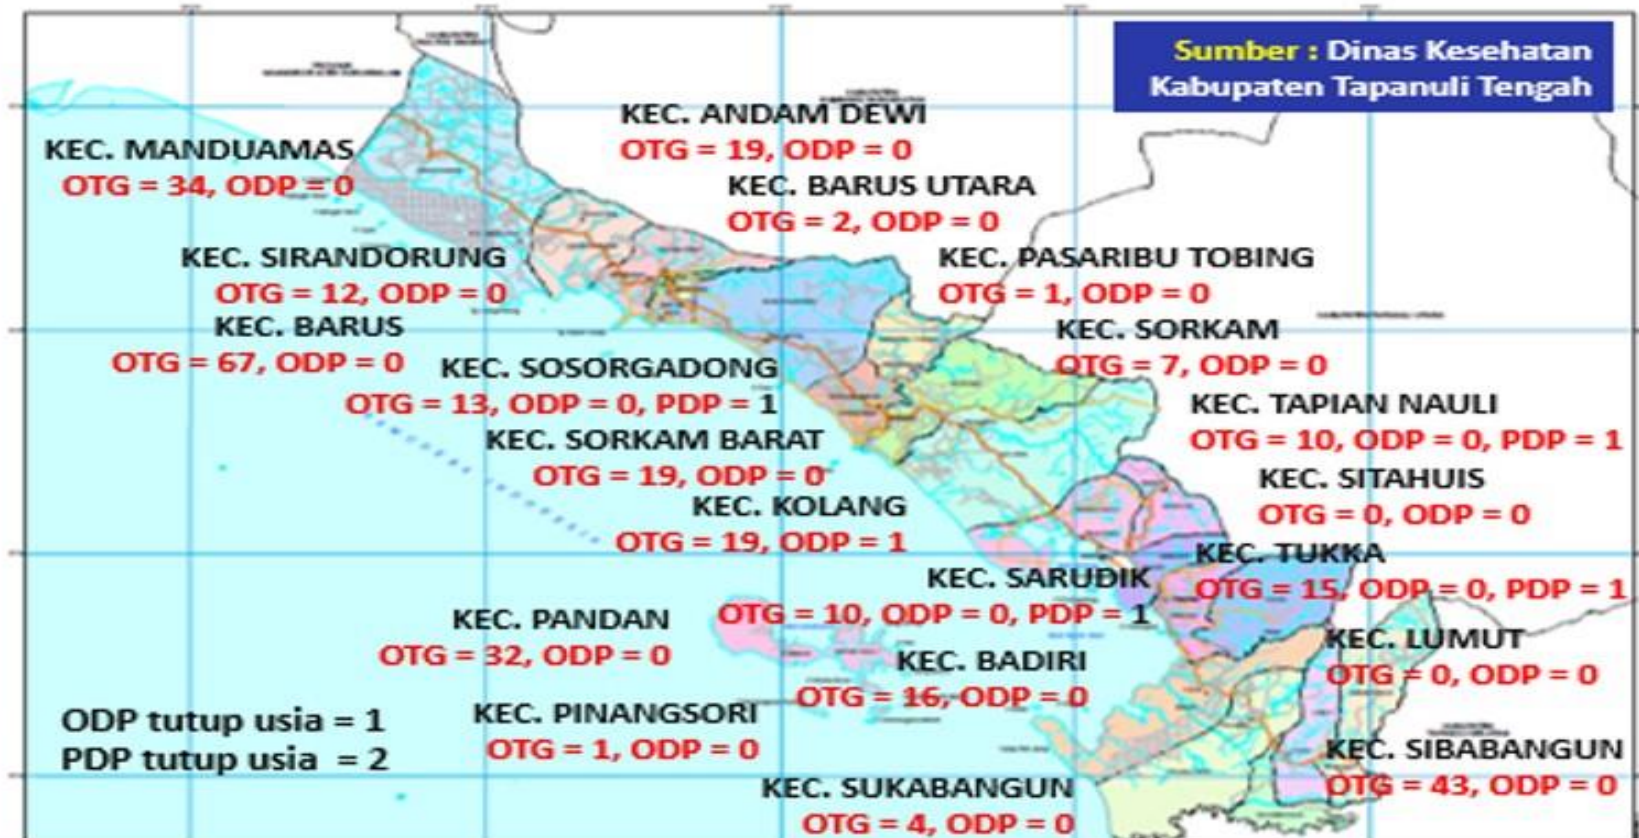 Sumber : Dinas Kesehatan
Kabupaten Tapanuli Tengah
KEC. ANDAM DEWI
OTG = 19, ODP = 0
KEC. MANDUAMAS
OTG = 34, ODP = 0
KEC. BARUS UTARA
OTG = 2, ODP = 0
KEC. SIRANDORUNG
OTG = 12, ODP = 0
KEC. PASARIBU TOBING
OTG = 1, ODP = 0
KEC. BARUS
OTG = 67, ODP = 0
KEC. SORKAM
OTG = 7, ODP = 0
KEC. SOSORGADONG
OTG = 13, ODP = 0, PDP = 1
KEC. TAPIAN NAULI
OTG = 10, ODP = 0, PDP = 1
KEC. SORKAM BARAT
OTG = 19, ODP = 0
KEC. SITAHUIS
OTG = 0, ODP = 0
KEC. KOLANG
OTG = 19, ODP = 1
KEC. TUKKA
OTG = 15, ODP = 0, PDP = 1
KEC. SARUDIK
OTG = 10, ODP = 0, PDP = 1
KEC. PANDAN
OTG = 32, ODP = 0
KEC. LUMUT
OTG = 0, ODP = 0
KEC. BADIRI
OTG = 16, ODP = 0
KEC. PINANGSORI
OTG = 1, ODP = 0
ODP tutup usia = 1
PDP tutup usia = 2
KEC. SIBABANGUN
OTG = 43, ODP = 0
KEC. SUKABANGUN
OTG = 4, ODP = 0